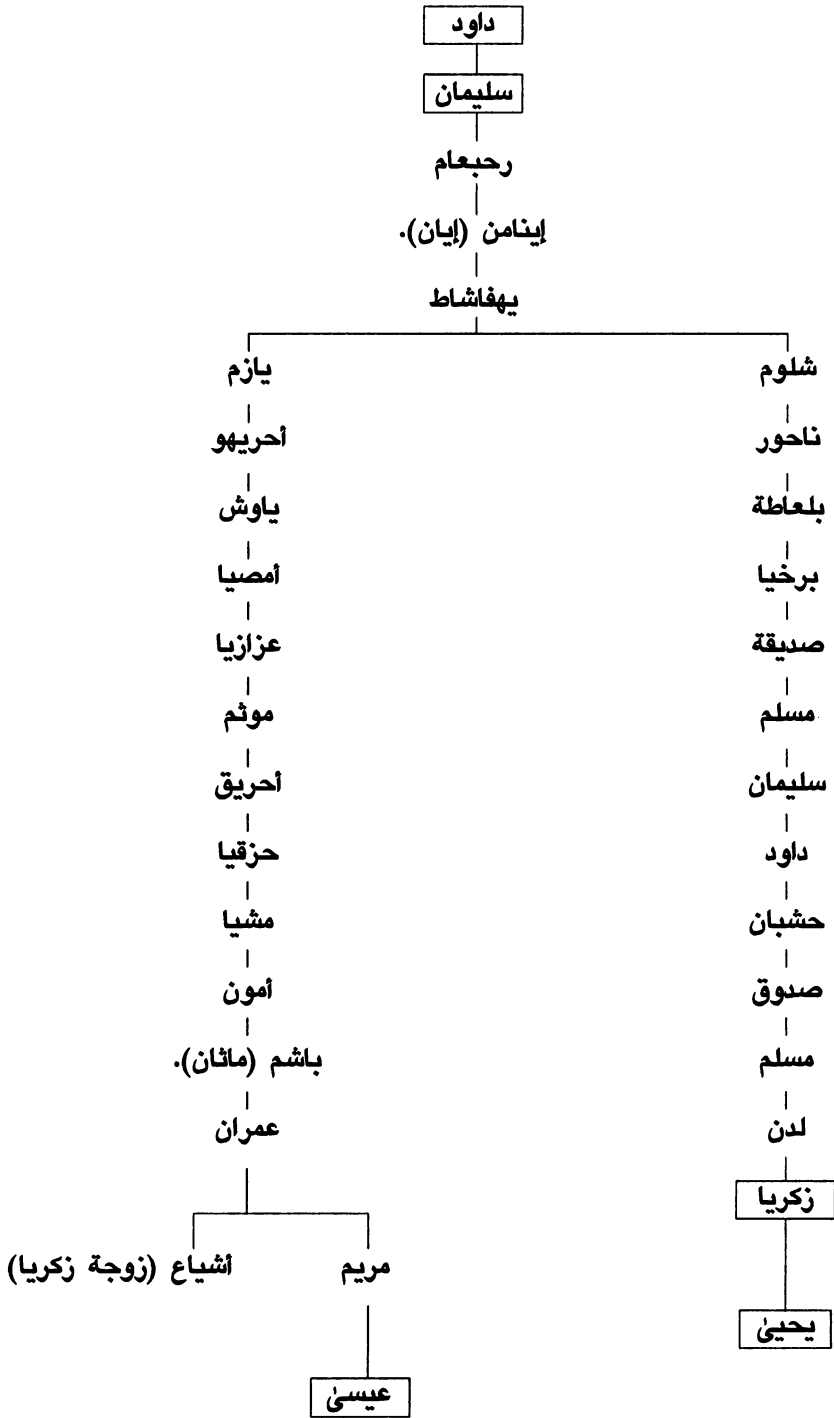 داود
سليمان
رحبعام
إينامن (إيان).
يهفاشاط
شلوم
يازم
ناحور
أحريهو
بلعاطة
ياوش
برخيا
أمصيا
صديقة
عزازيا
مسلم
موثم
سليمان
أحريق
داود
حزقيا
حشبان
مشيا
صدوق
أمون
مسلم
باشم (ماثان).
لدن
عمران
زكريا
مريم
أشياع (زوجة زكريا)
يحيىٰ
عيسىٰ